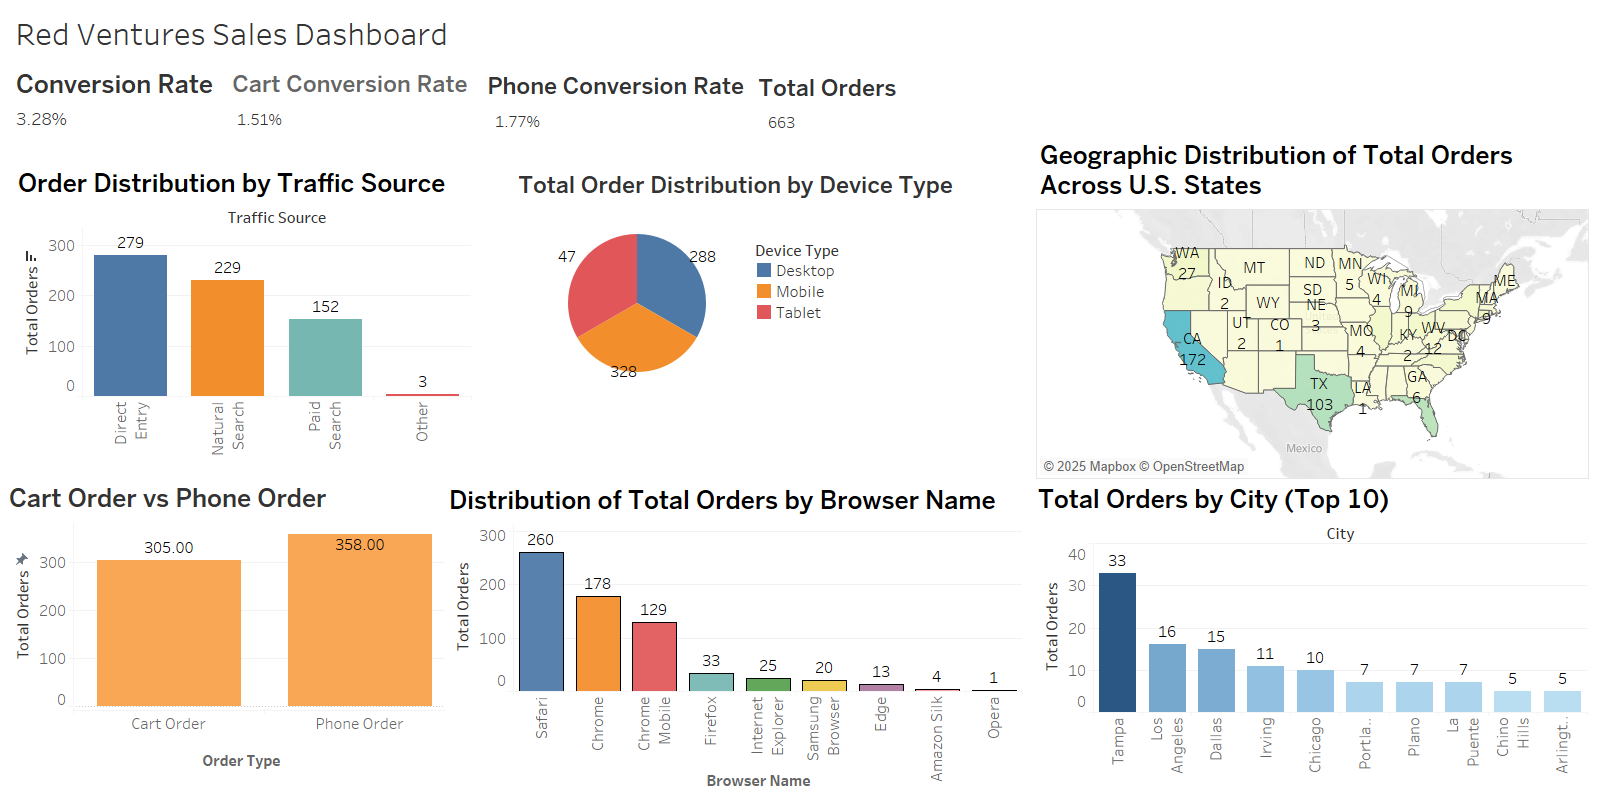 Red Ventures Sales Dashboard
Conversion Rate
3.28%
Cart Conversion Rate
1.51%
Phone Conversion Rate
1.77%
Total Orders
663
Order Distribution by Traffic Source
Traffic Source
Total Orders
300
200
100
0
279
229
152
3
Direct
Entry
Natural
Search
Paid
Search
Other
Total Order Distribution by Device Type
47
288
328
Device Type
Desktop
Mobile
Tablet
Geographic Distribution of Total Orders
Across U.S. States
WA
27
MT
ND
MN
5
ID
2
SD
WI
4
MI
9
ME
WY
NE
3
MA
9
UT
2
CO
1
MO
4
KY
2
WV
12
DC
CA
172
TX
103
LA
1
GA
6
Mexico
© 2025 Mapbox © OpenStreetMap
Cart Order vs Phone Order
Total Orders
300
200
100
0
305.00
358.00
Cart Order
Phone Order
Order Type
Distribution of Total Orders by Browser Name
Total Orders
300
200
100
0
260
178
129
33
25
20
13
4
1
Safari
Chrome
Chrome
Mobile
Firefox
Internet
Explorer
Samsung
Browser
Edge
Amazon Silk
Opera
Browser Name
Total Orders by City (Top 10)
City
Total Orders
40
30
20
10
0
33
16
15
11
10
7
7
7
5
5
Tampa
Los
Angeles
Dallas
Irving
Chicago
Portla..
Plano
La
Puente
Chino
Hills
Arlingt..